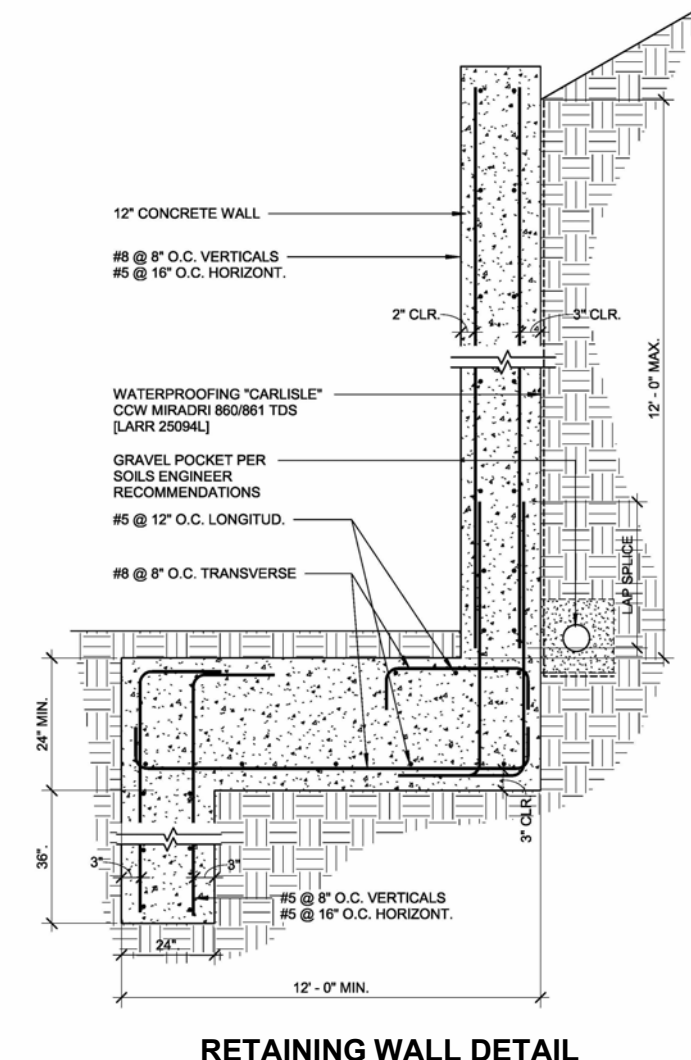 12" CONCRETE WALL
#8 @ 8" O.C. VERTICALS
#5 @ 16" O.C. HORIZONT.
2" CLR.
3" CLR.
12' - 0" MAX.
WATERPROOFING "CARLISLE"
CCW MIRADRI 860/861 TDS
[LARR 25094L]
GRAVEL POCKET PER
SOILS ENGINEER
RECOMMENDATIONS
#5 @ 12" O.C. LONGITUD.
#8 @ 8" O.C. TRANSVERSE
LAP SPLICE
24" MIN.
3" CLR.
36".
3"
3"
#5 @ 8" O.C. VERTICALS
#5 @ 16" O.C. HORIZONT.
24".
12' - 0" MIN.
RETAINING WALL DETAIL